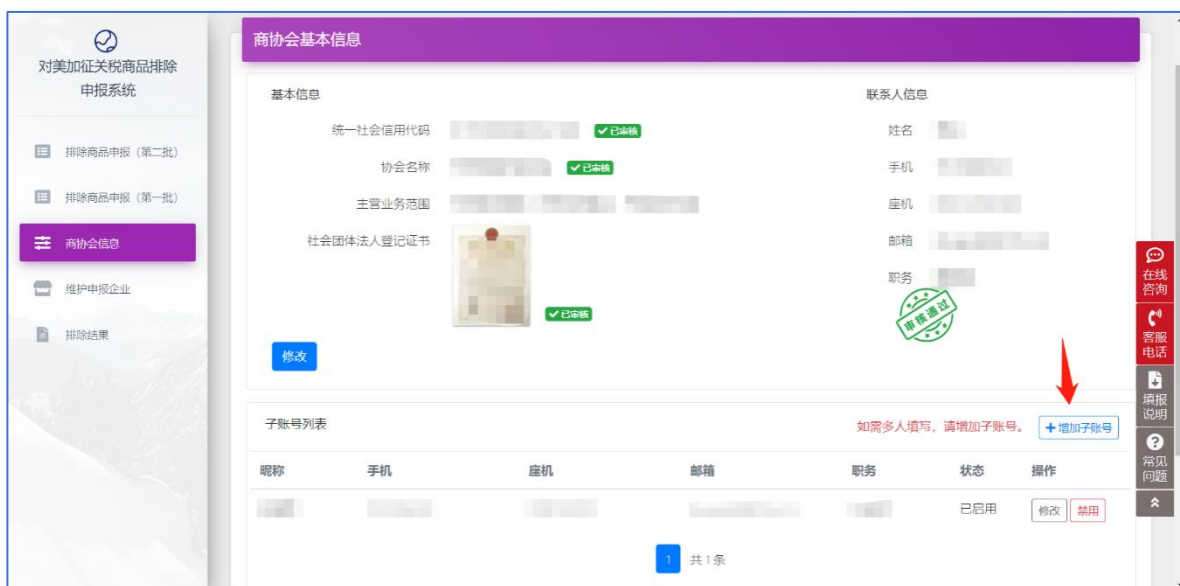 对美加征关税商品排除
申报系统
排除商品申报（第二批）
排除商品申报（第一批）
商协会信息
维护申报企业
排除结果
商协会基本信息
基本信息
统一社会信用代码 已审核
协会名称 已审核
主营业务范围
社会团体法人登记证书
已审核
修改
联系人信息
姓名
手机
座机
邮箱
职务
审核通过
子账号列表
如需多人填写，请增加子账号。 +增加子账号
昵称 手机 座机 邮箱 职务 状态 操作
已启用 修改 禁用
1 共1条
在线
咨询
客服
电话
填报
说明
常见
问题